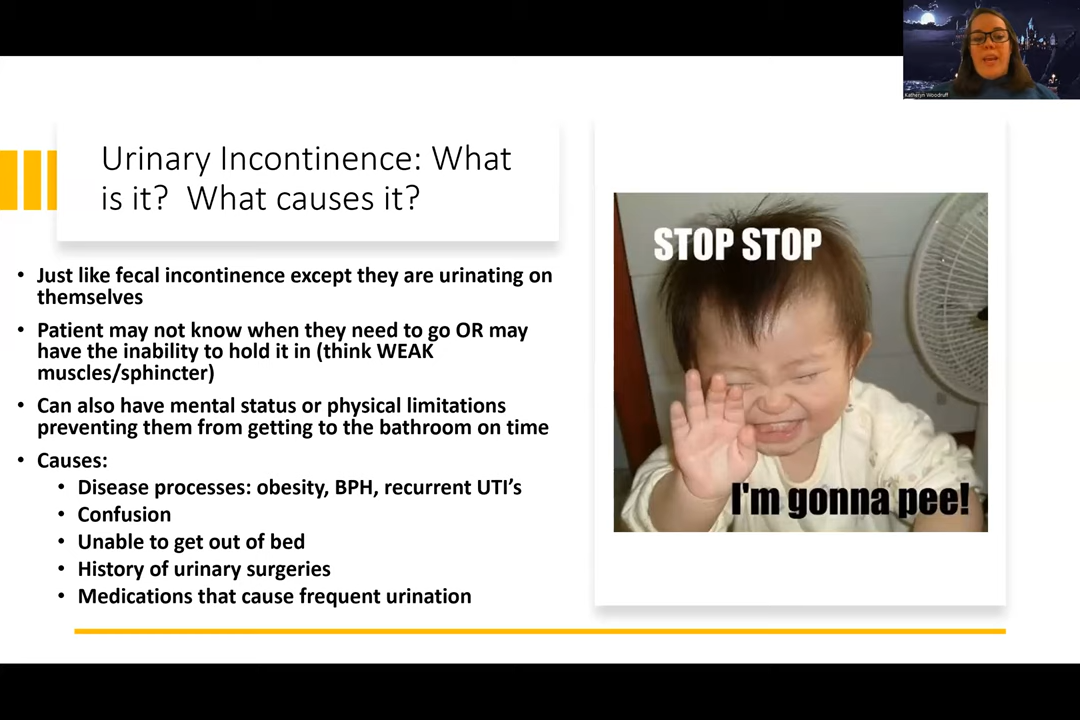 Urinary Incontinence: What
is it?  What causes it?
• Just like fecal incontinence except they are urinating on
themselves
• Patient may not know when they need to go OR may
have the inability to hold it in (think WEAK
muscles/sphincter)
• Can also have mental status or physical limitations
preventing them from getting to the bathroom on time
• Causes:
• Disease processes: obesity, BPH, recurrent UTI's
• Confusion
• Unable to get out of bed
• History of urinary surgeries
• Medications that cause frequent urination
STOP STOP
I'm gonna pee!
Katheryn Woodruff